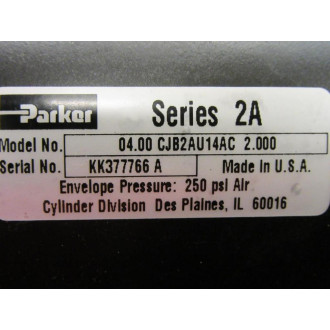 Parker Series 2A
Model No. 04.00 CJB2AU14AC 2.000
Serial No. KK377766 A Made In U.S.A.
Envelope Pressure: 250 psi Air
Cylinder Division Des Plaines, IL 60016